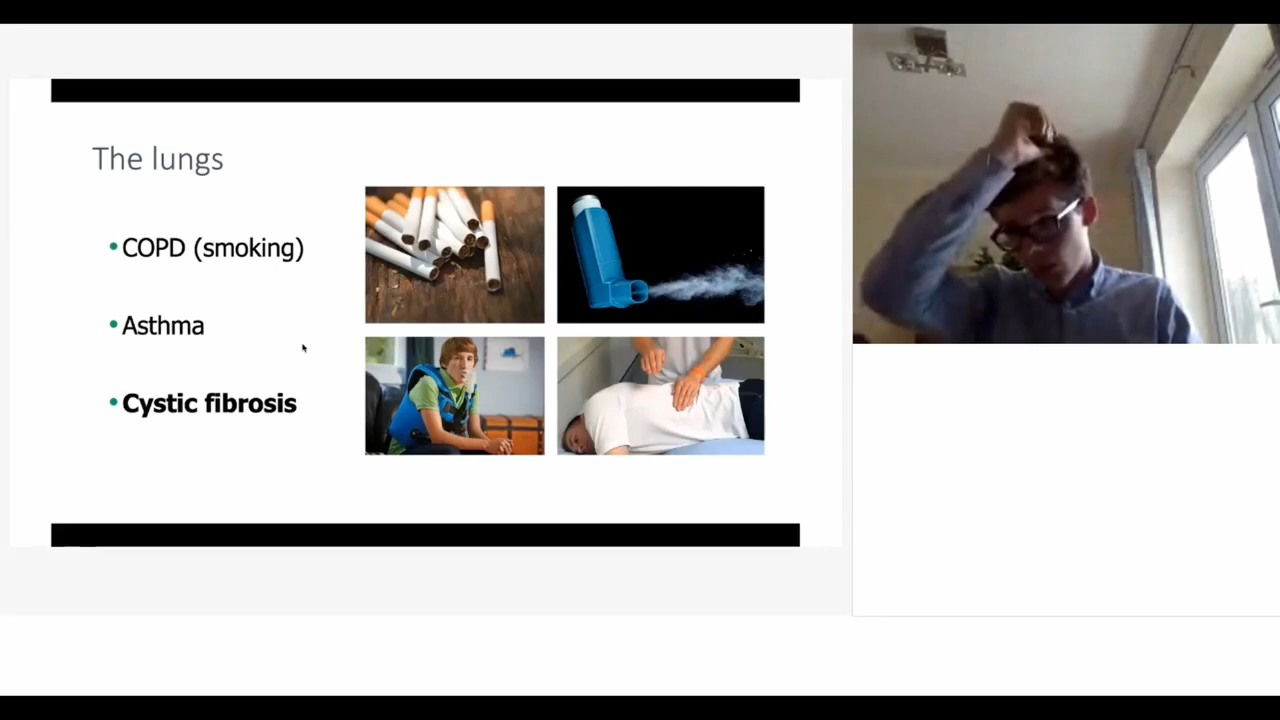 The lungs
• COPD (smoking)
• Asthma
• Cystic fibrosis